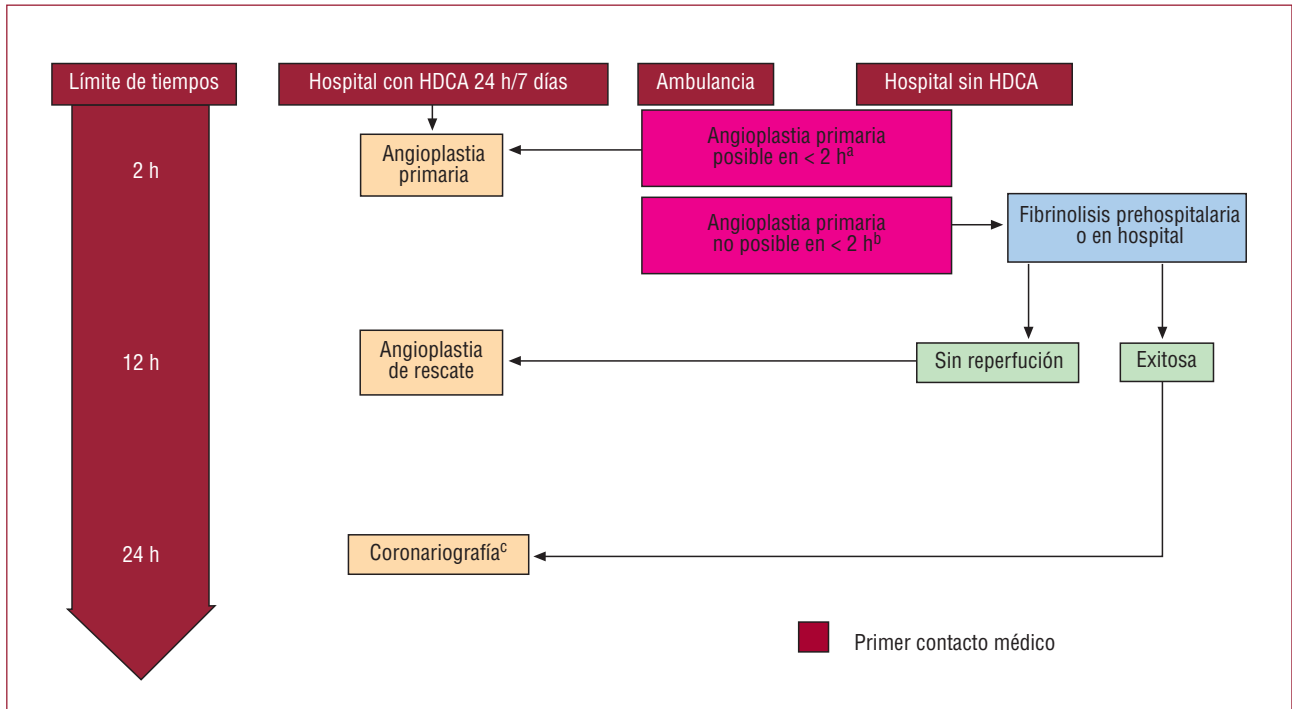 Límite de tiempos
Hospital con HDCA 24 h/7 días
Ambulancia
Hospital sin HDCA
2 h
Angioplastia
primaria
Angioplastia primaria
posible en < 2 hᵃ
Angioplastia primaria
no posible en < 2 hᵇ
Fibrinolisis prehospitalaria
o en hospital
12 h
Angioplastia
de rescate
Sin reperfución
Exitosa
24 h
Coronariografíaᶜ
Primer contacto médico